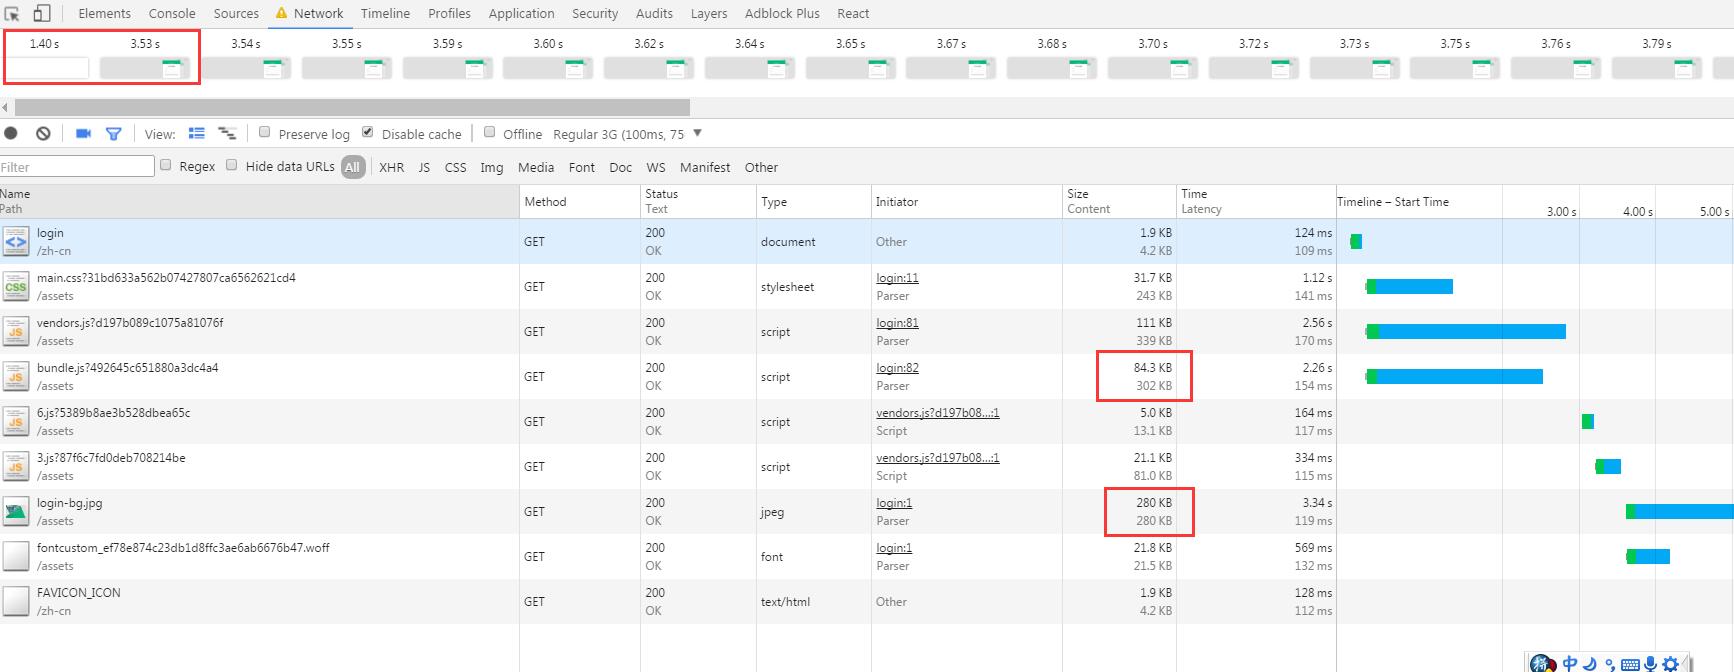 Elements Console Sources Network Timeline Profiles Application Security Audits Layers Adblock Plus React
1.40 s 3.53 s 3.54 s 3.55 s 3.59 s 3.60 s 3.62 s 3.64 s 3.65 s 3.67 s 3.68 s 3.70 s 3.72 s 3.73 s 3.75 s 3.76 s 3.79 s
View: Preserve log Disable cache Offline Regular 3G (100ms, 75
Filter Regex Hide data URLs All XHR JS CSS Img Media Font Doc WS Manifest Other
Name Method Status Type Initiator Size Time Timeline – Start Time
Path Text Content Latency 3.00 s 4.00 s 5.00 s
login GET 200 document Other 1.9 KB 124 ms
/zh-cn OK 4.2 KB 109 ms
main.css?31bd633a562b07427807ca6562621cd4 GET 200 stylesheet login:11 31.7 KB 1.12 s
CSS /assets OK Parser 243 KB 141 ms
vendors.js?d197b089c1075a81076f GET 200 script login:81 111 KB 2.56 s
JS /assets OK Parser 339 KB 170 ms
bundle.js?492645c651880a3dc4a4 GET 200 script login:82 84.3 KB 2.26 s
JS /assets OK Parser 302 KB 154 ms
6.js?5389b8ae3b528dbea65c GET 200 script vendors.js?d197b08...:1 5.0 KB 164 ms
JS /assets OK Script 13.1 KB 117 ms
3.js?87f6c7fd0deb708214be GET 200 script vendors.js?d197b08...:1 21.1 KB 334 ms
JS /assets OK Script 81.0 KB 115 ms
login-bg.jpg GET 200 jpeg login:1 280 KB 3.34 s
/assets OK Parser 280 KB 119 ms
fontcustom_ef78e874c23db1d8ffc3ae6ab6676b47.woff GET 200 font login:1 21.8 KB 569 ms
/assets OK Parser 21.5 KB 132 ms
FAVICON_ICON GET 200 text/html Other 1.9 KB 128 ms
/zh-cn OK 4.2 KB 112 ms
拼 中